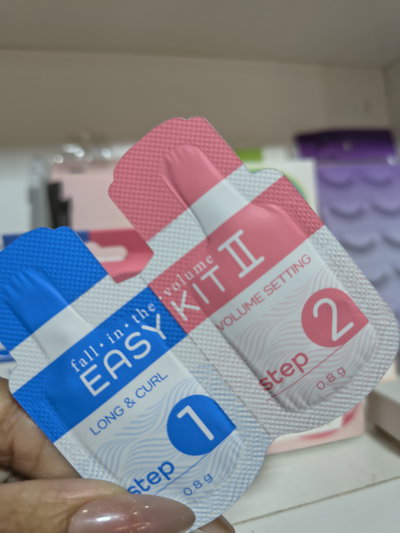 fall·in·the·volume
EASY KIT II
LONG & CURL
1
step
0.8g
VOLUME SETTING
2
step
0.8g